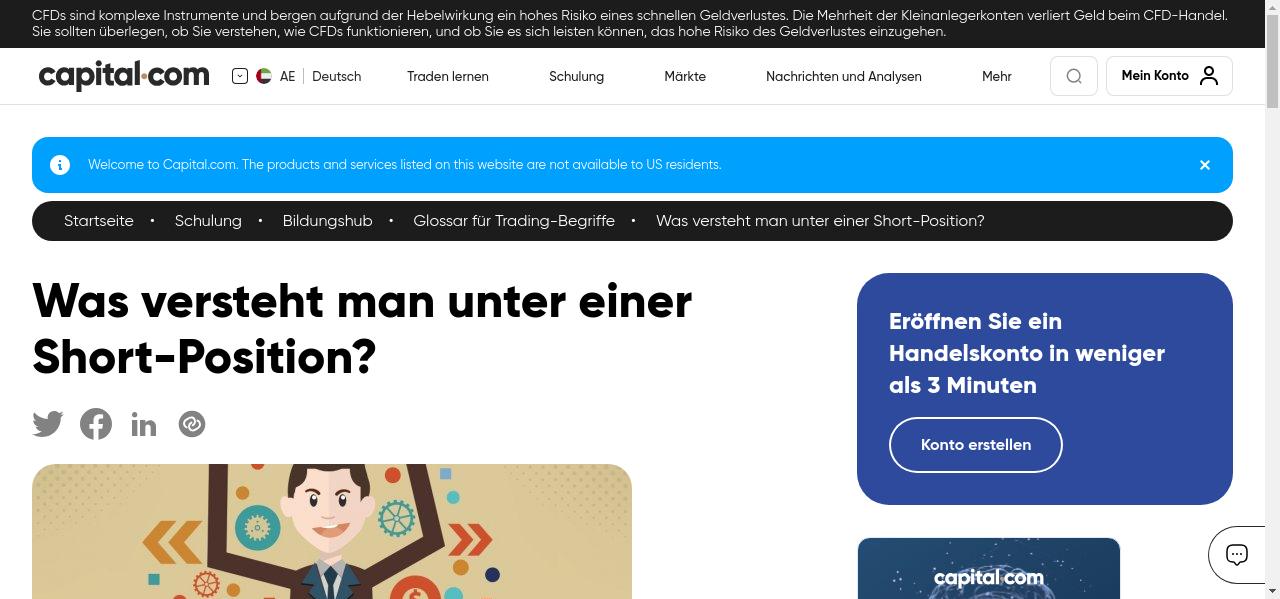 CFDs sind komplexe Instrumente und bergen aufgrund der Hebelwirkung ein hohes Risiko eines schnellen Geldverlustes. Die Mehrheit der Kleinanlegerkonten verliert Geld beim CFD-Handel.
Sie sollten überlegen, ob Sie verstehen, wie CFDs funktionieren, und ob Sie es sich leisten können, das hohe Risiko des Geldverlustes einzugehen.
capital.com AE Deutsch Traden lernen Schulung Märkte Nachrichten und Analysen Mehr Mein Konto
Welcome to Capital.com. The products and services listed on this website are not available to US residents.
Startseite • Schulung • Bildungshub • Glossar für Trading-Begriffe • Was versteht man unter einer Short-Position?
Was versteht man unter einer
Short-Position?
Eröffnen Sie ein
Handelskonto in weniger
als 3 Minuten
Konto erstellen
capital.com